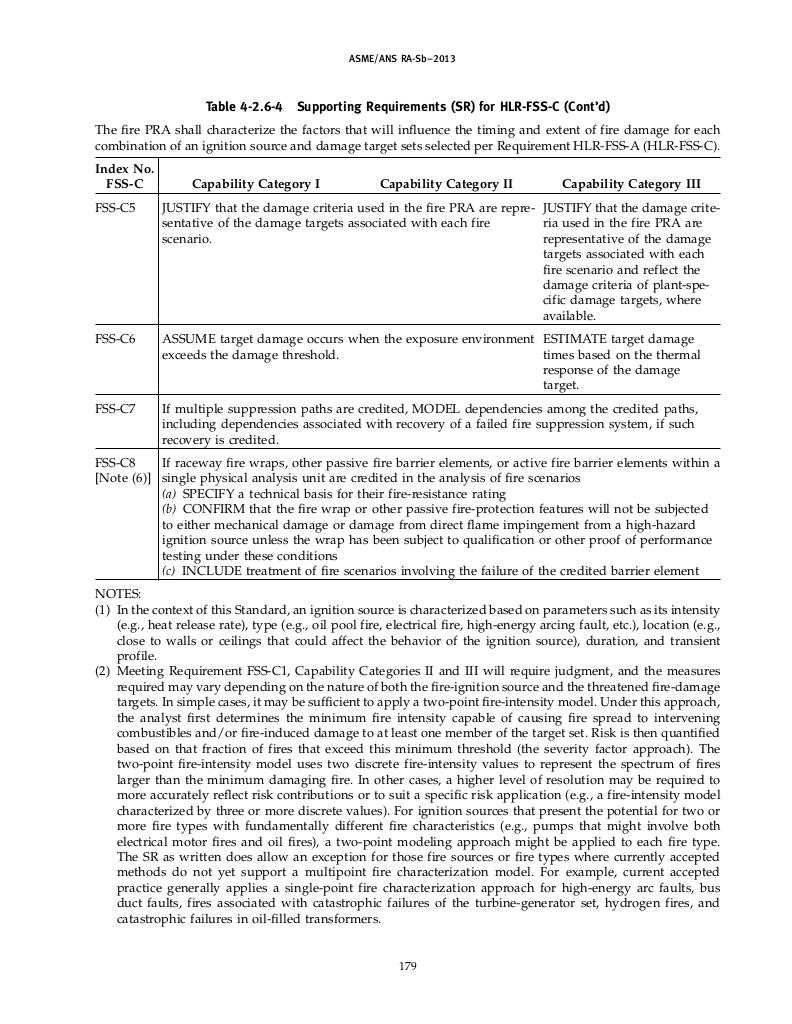 ASME/ANS RA-Sb–2013
Table 4-2.6-4 Supporting Requirements (SR) for HLR-FSS-C (Cont'd)
The fire PRA shall characterize the factors that will influence the timing and extent of fire damage for each
combination of an ignition source and damage target sets selected per Requirement HLR-FSS-A (HLR-FSS-C).
Index No.
FSS-C Capability Category I Capability Category II Capability Category III
FSS-C5 JUSTIFY that the damage criteria used in the fire PRA are repre-
sentative of the damage targets associated with each fire
scenario.
JUSTIFY that the damage crite-
ria used in the fire PRA are
representative of the damage
targets associated with each
fire scenario and reflect the
damage criteria of plant-spe-
cific damage targets, where
available.
FSS-C6 ASSUME target damage occurs when the exposure environment
exceeds the damage threshold.
ESTIMATE target damage
times based on the thermal
response of the damage
target.
FSS-C7 If multiple suppression paths are credited, MODEL dependencies among the credited paths,
including dependencies associated with recovery of a failed fire suppression system, if such
recovery is credited.
FSS-C8 If raceway fire wraps, other passive fire barrier elements, or active fire barrier elements within a
[Note (6)] single physical analysis unit are credited in the analysis of fire scenarios
(a) SPECIFY a technical basis for their fire-resistance rating
(b) CONFIRM that the fire wrap or other passive fire-protection features will not be subjected
to either mechanical damage or damage from direct flame impingement from a high-hazard
ignition source unless the wrap has been subject to qualification or other proof of performance
testing under these conditions
(c) INCLUDE treatment of fire scenarios involving the failure of the credited barrier element
NOTES:
(1) In the context of this Standard, an ignition source is characterized based on parameters such as its intensity
(e.g., heat release rate), type (e.g., oil pool fire, electrical fire, high-energy arcing fault, etc.), location (e.g.,
close to walls or ceilings that could affect the behavior of the ignition source), duration, and transient
profile.
(2) Meeting Requirement FSS-C1, Capability Categories II and III will require judgment, and the measures
required may vary depending on the nature of both the fire-ignition source and the threatened fire-damage
targets. In simple cases, it may be sufficient to apply a two-point fire-intensity model. Under this approach,
the analyst first determines the minimum fire intensity capable of causing fire spread to intervening
combustibles and/or fire-induced damage to at least one member of the target set. Risk is then quantified
based on that fraction of fires that exceed this minimum threshold (the severity factor approach). The
two-point fire-intensity model uses two discrete fire-intensity values to represent the spectrum of fires
larger than the minimum damaging fire. In other cases, a higher level of resolution may be required to
more accurately reflect risk contributions or to suit a specific risk application (e.g., a fire-intensity model
characterized by three or more discrete values). For ignition sources that present the potential for two or
more fire types with fundamentally different fire characteristics (e.g., pumps that might involve both
electrical motor fires and oil fires), a two-point modeling approach might be applied to each fire type.
The SR as written does allow an exception for those fire sources or fire types where currently accepted
methods do not yet support a multipoint fire characterization model. For example, current accepted
practice generally applies a single-point fire characterization approach for high-energy arc faults, bus
duct faults, fires associated with catastrophic failures of the turbine-generator set, hydrogen fires, and
catastrophic failures in oil-filled transformers.
179